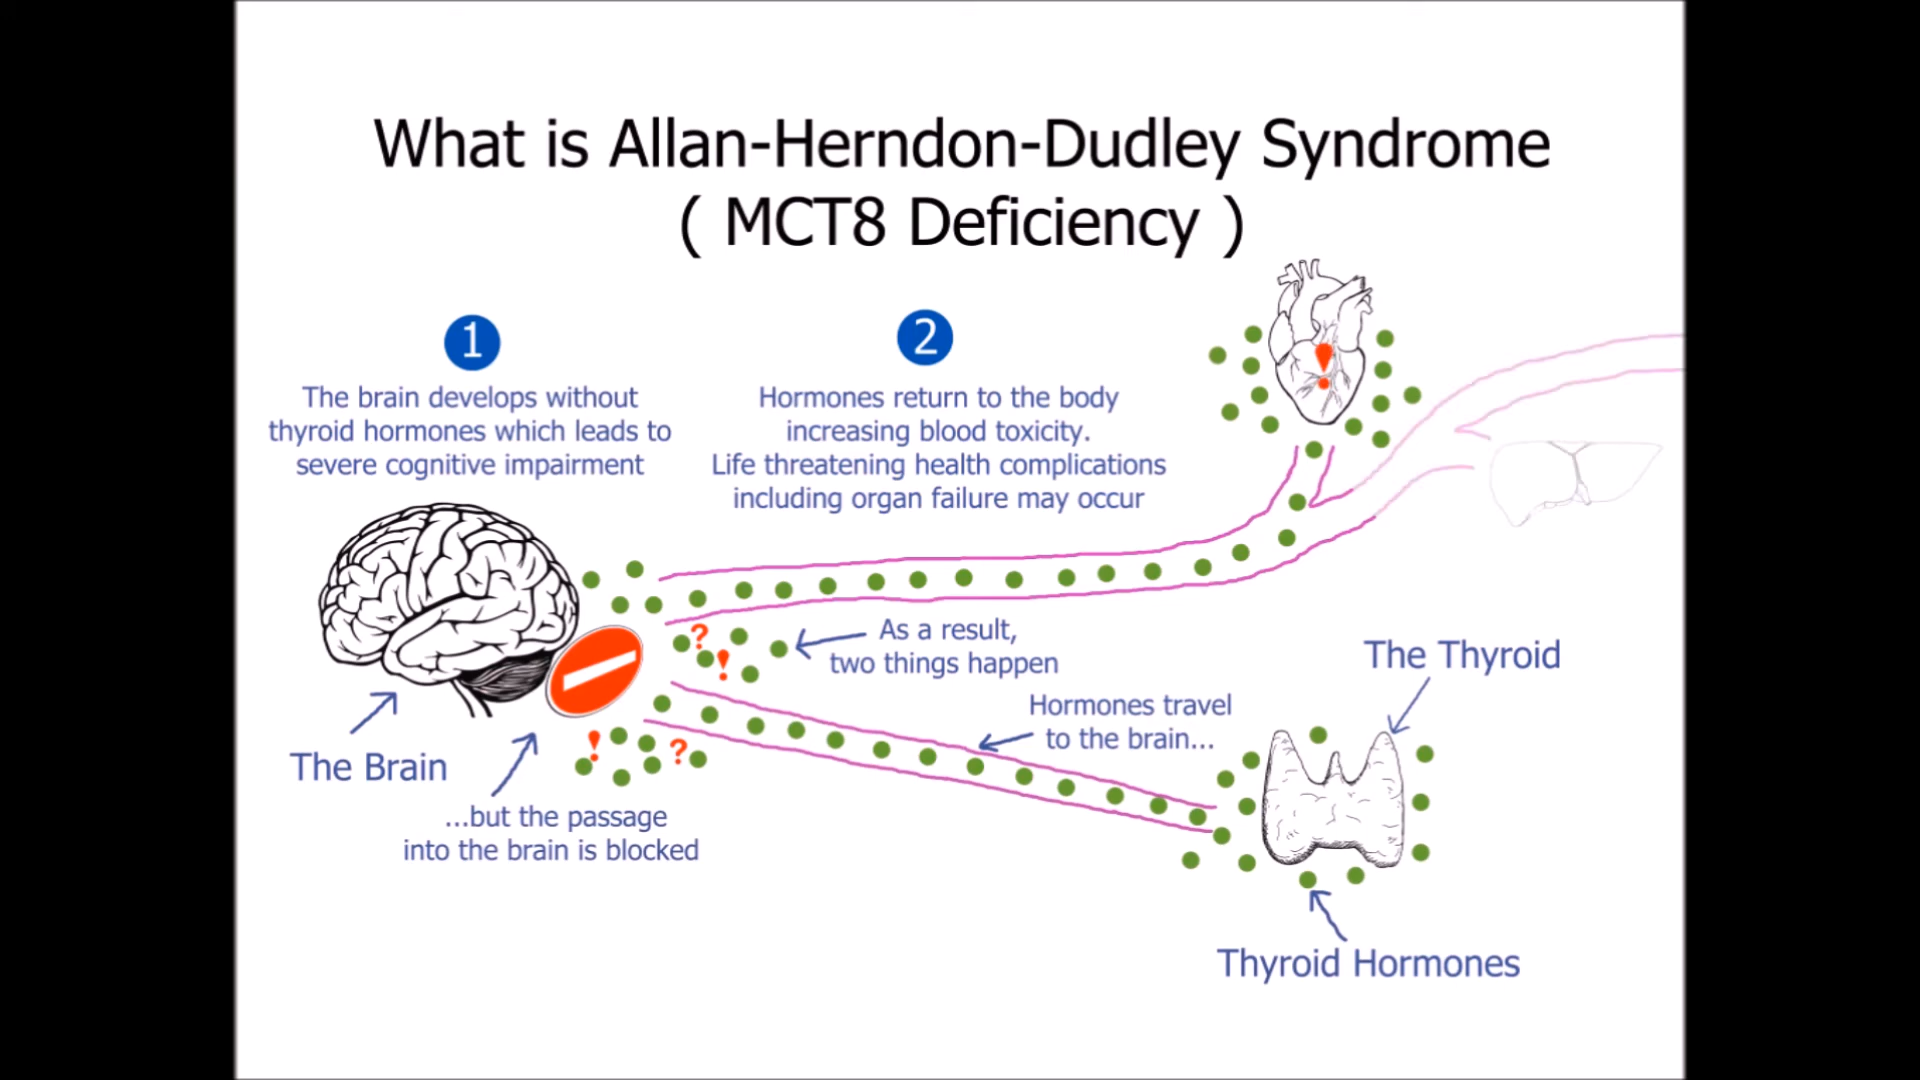 What is Allan-Herndon-Dudley Syndrome
( MCT8 Deficiency )
1
The brain develops without
thyroid hormones which leads to
severe cognitive impairment
2
Hormones return to the body
increasing blood toxicity.
Life threatening health complications
including organ failure may occur
!
?
!
As a result,
two things happen
The Thyroid
Hormones travel
to the brain...
The Brain
!
?
...but the passage
into the brain is blocked
Thyroid Hormones